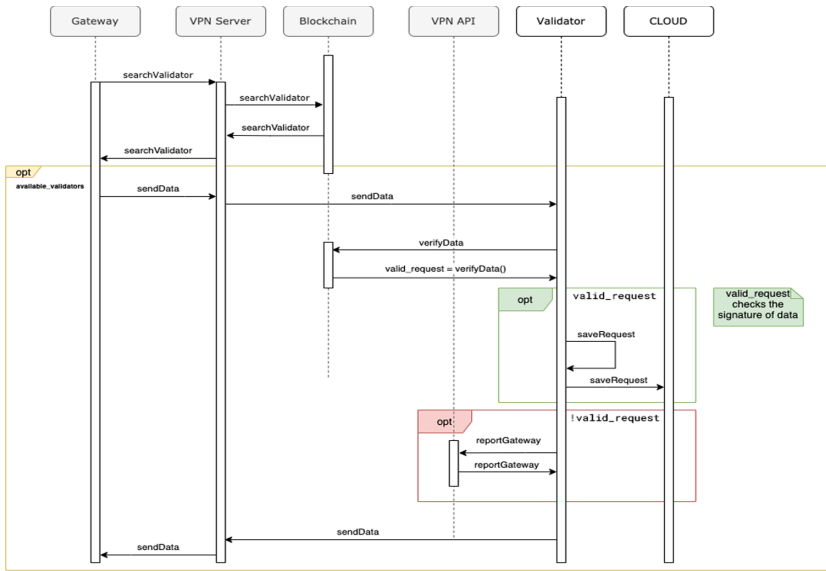 Gateway
VPN Server
Blockchain
VPN API
Validator
CLOUD
searchValidator
searchValidator
searchValidator
searchValidator
opt
available_validators
sendData
sendData
verifyData
valid_request = verifyData()
opt
valid_request
valid_request
checks the
signature of data
saveRequest
saveRequest
opt
!valid_request
reportGateway
reportGateway
sendData
sendData